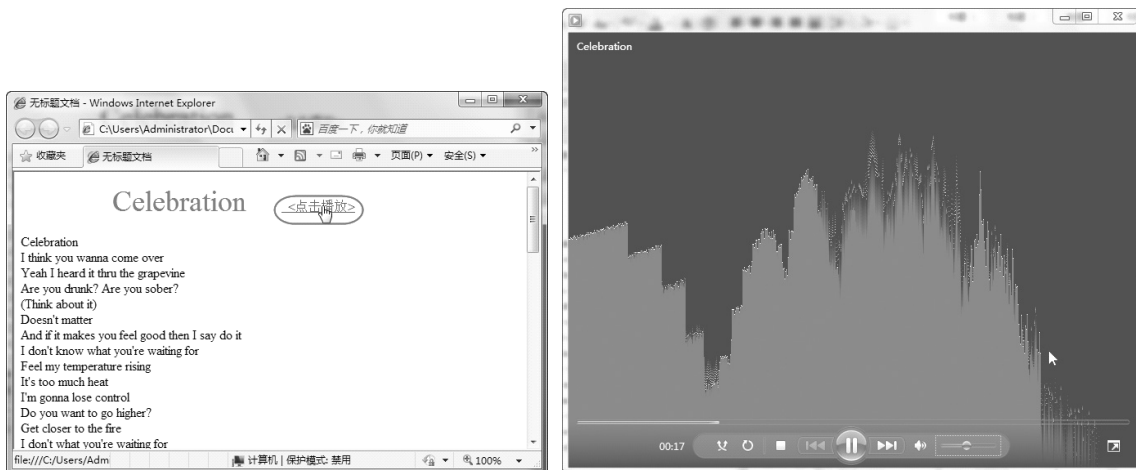 无标题文档 - Windows Internet Explorer
C:\Users\Administrator\Docu
百度一下,你就知道
收藏夹
无标题文档
页面(P)
安全(S)
Celebration
<点击播放>
Celebration
I think you wanna come over
Yeah I heard it thru the grapevine
Are you drunk? Are you sober?
(Think about it)
Doesn't matter
And if it makes you feel good then I say do it
I don't know what you're waiting for
Feel my temperature rising
It's too much heat
I'm gonna lose control
Do you want to go higher?
Get closer to the fire
I don't what you're waiting for
file:///C:/Users/Adm
计算机 | 保护模式: 禁用
100%
Celebration
00:17